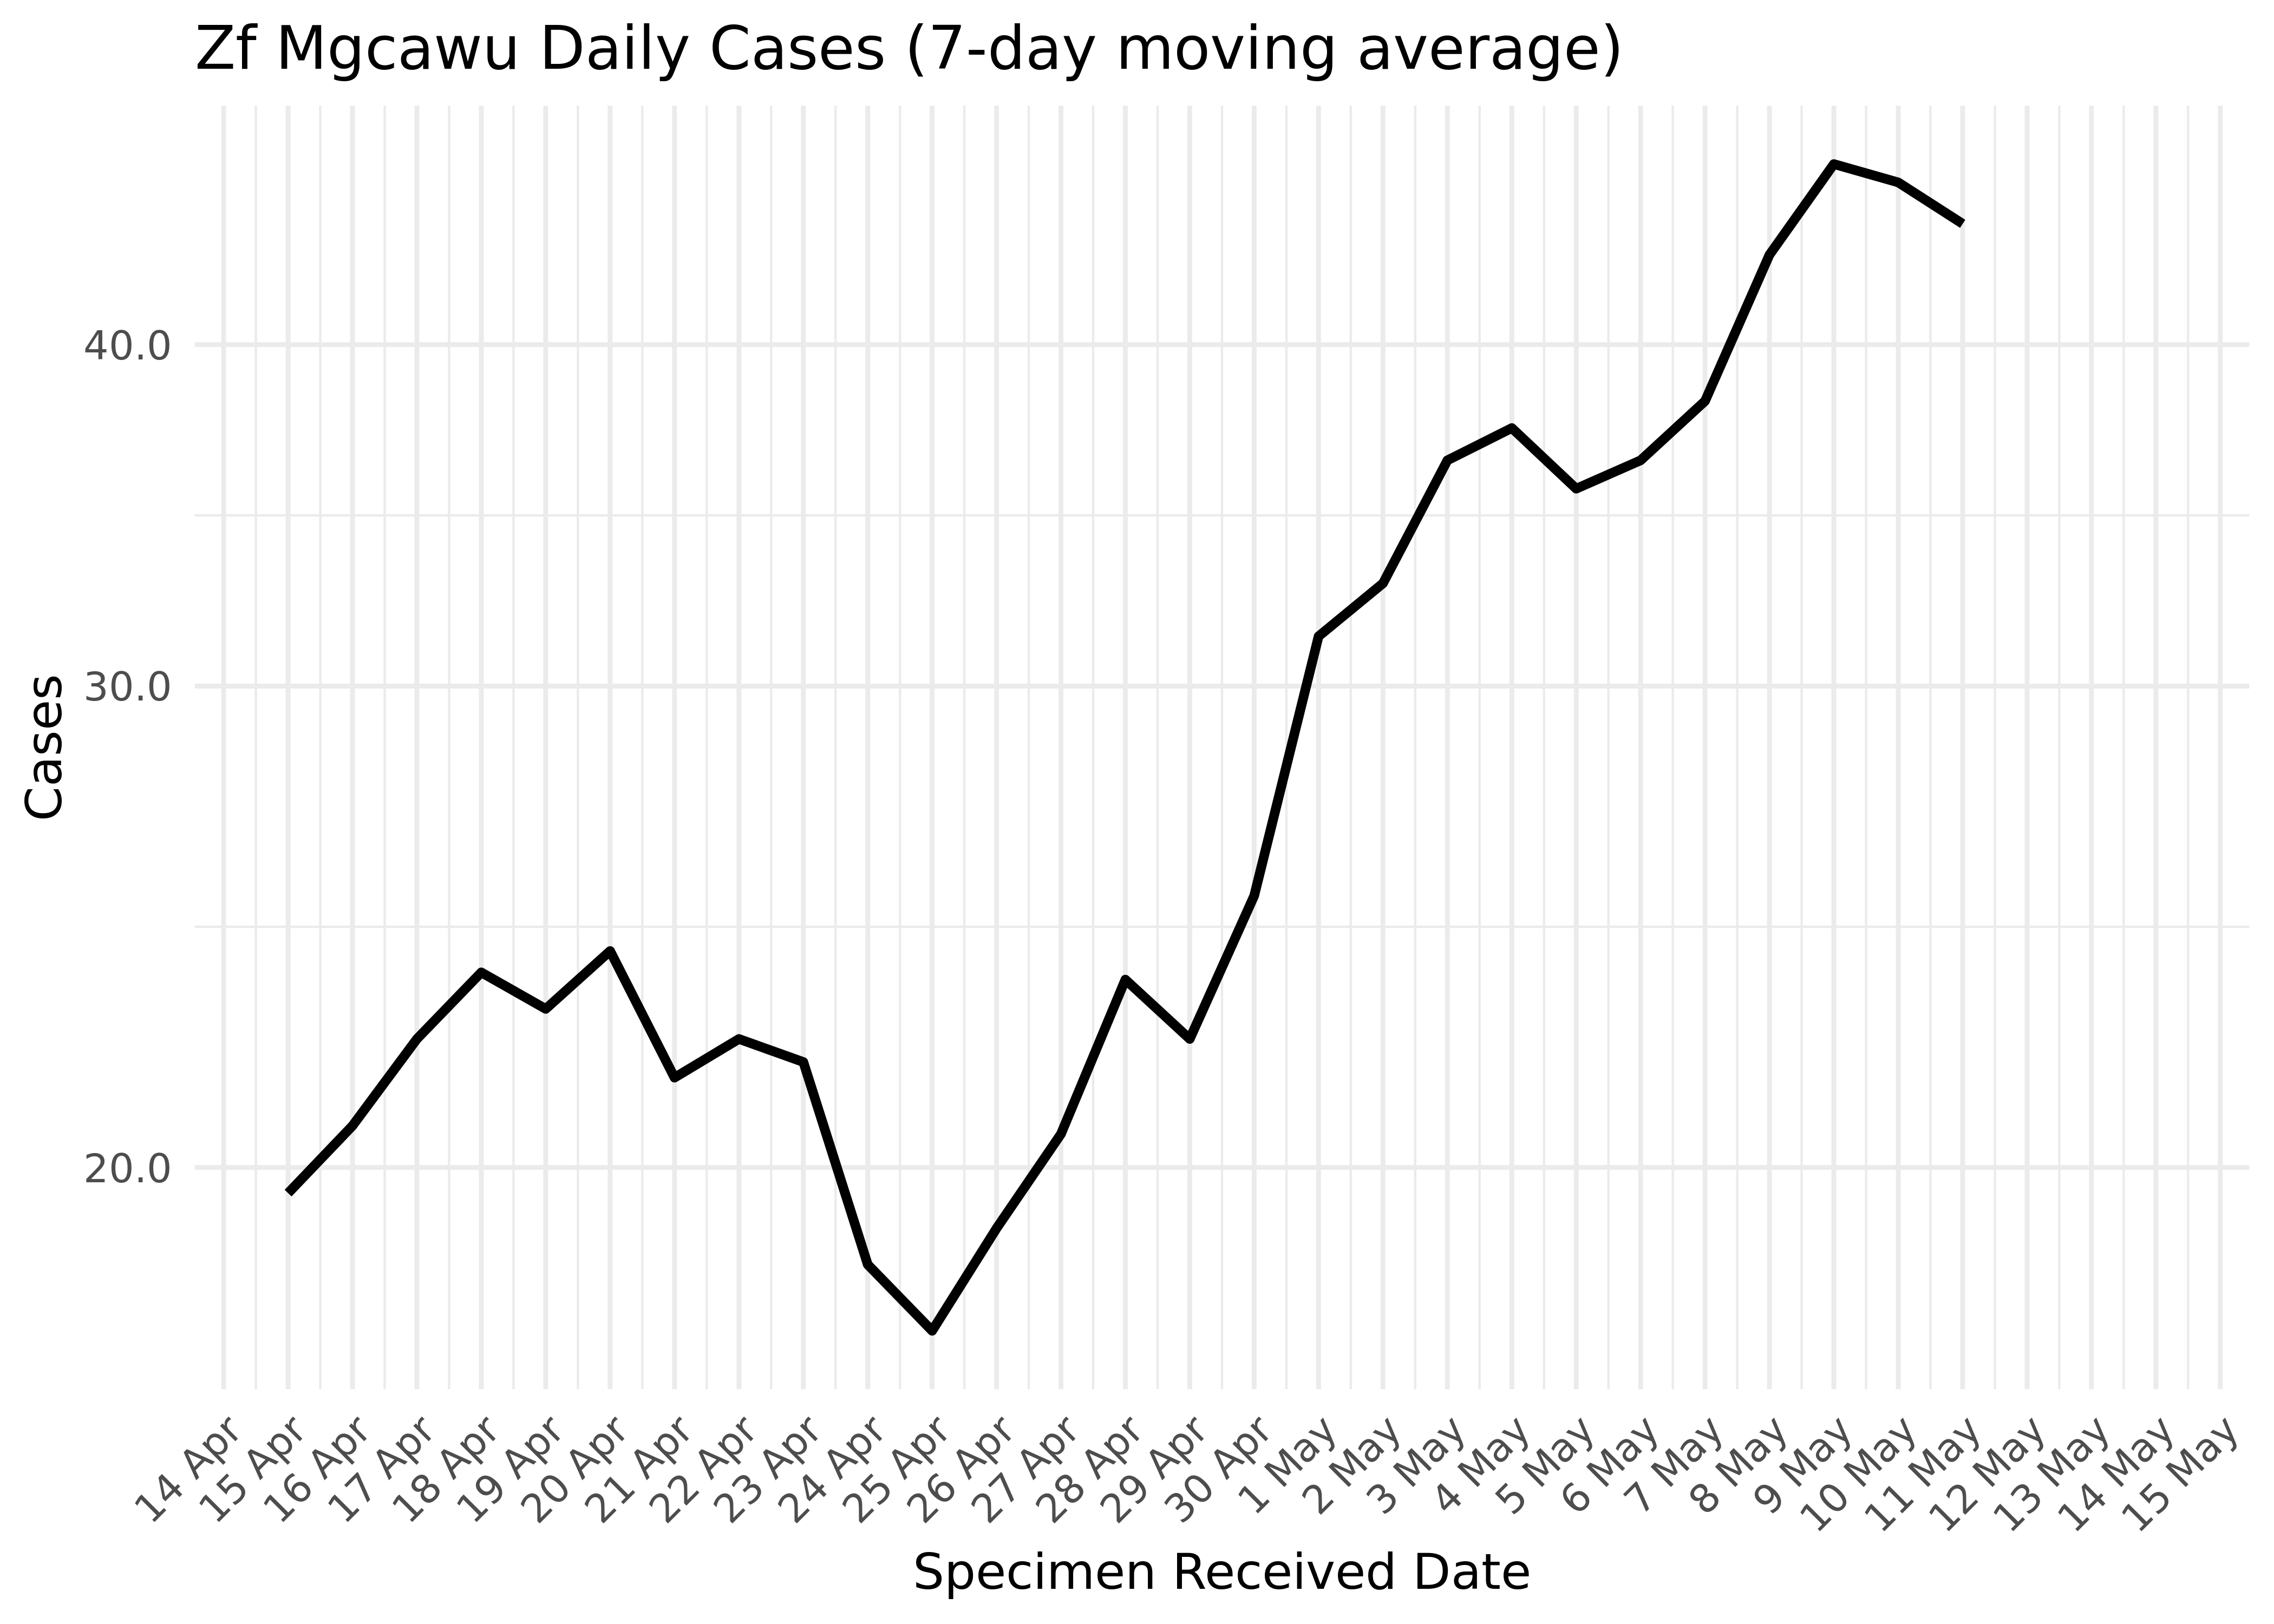 Zf Mgcawu Daily Cases (7-day moving average)
Cases
40.0
30.0
20.0
14 Apr
15 Apr
16 Apr
17 Apr
18 Apr
19 Apr
20 Apr
21 Apr
22 Apr
23 Apr
24 Apr
25 Apr
26 Apr
27 Apr
28 Apr
29 Apr
30 Apr
1 May
2 May
3 May
4 May
5 May
6 May
7 May
8 May
9 May
10 May
11 May
12 May
13 May
14 May
15 May
Specimen Received Date